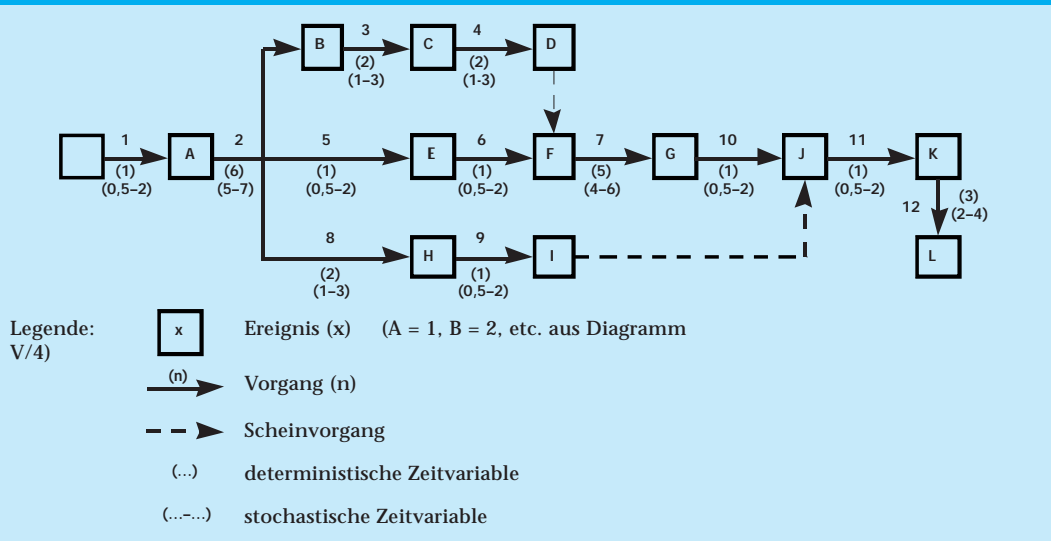 3 4
B C D
(2) (2)
(1–3) (1-3)
1 2 5 6 7 10 11
A E F G J K
(1) (6) (1) (1) (5) (1) (1)
(0,5–2) (5–7) (0,5–2) (0,5–2) (4–6) (0,5–2) (0,5–2)
12 (3)
(2–4)
8 9
H I L
(2) (1)
(1–3) (0,5–2)
Legende: x Ereignis (x) (A = 1, B = 2, etc. aus Diagramm
V/4)
(n) Vorgang (n)
Scheinvorgang
(...) deterministische Zeitvariable
(...–...) stochastische Zeitvariable